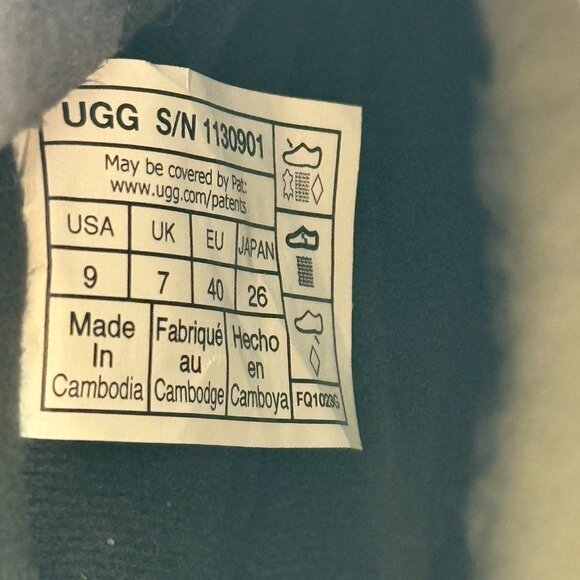 UGG S/N 1130901
May be covered by Pat:
www.ugg.com/patents
USA UK EU JAPAN
9 7 40 26
Made In Cambodia
Fabriqué au Cambodge
Hecho en Camboya
FQ1023G